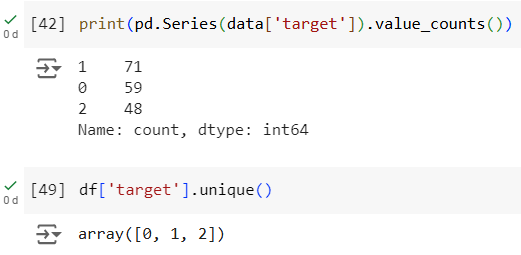 [42] print(pd.Series(data['target']).value_counts())
0 d
1    71
0    59
2    48
Name: count, dtype: int64
[49] df['target'].unique()
0 d
array([0, 1, 2])